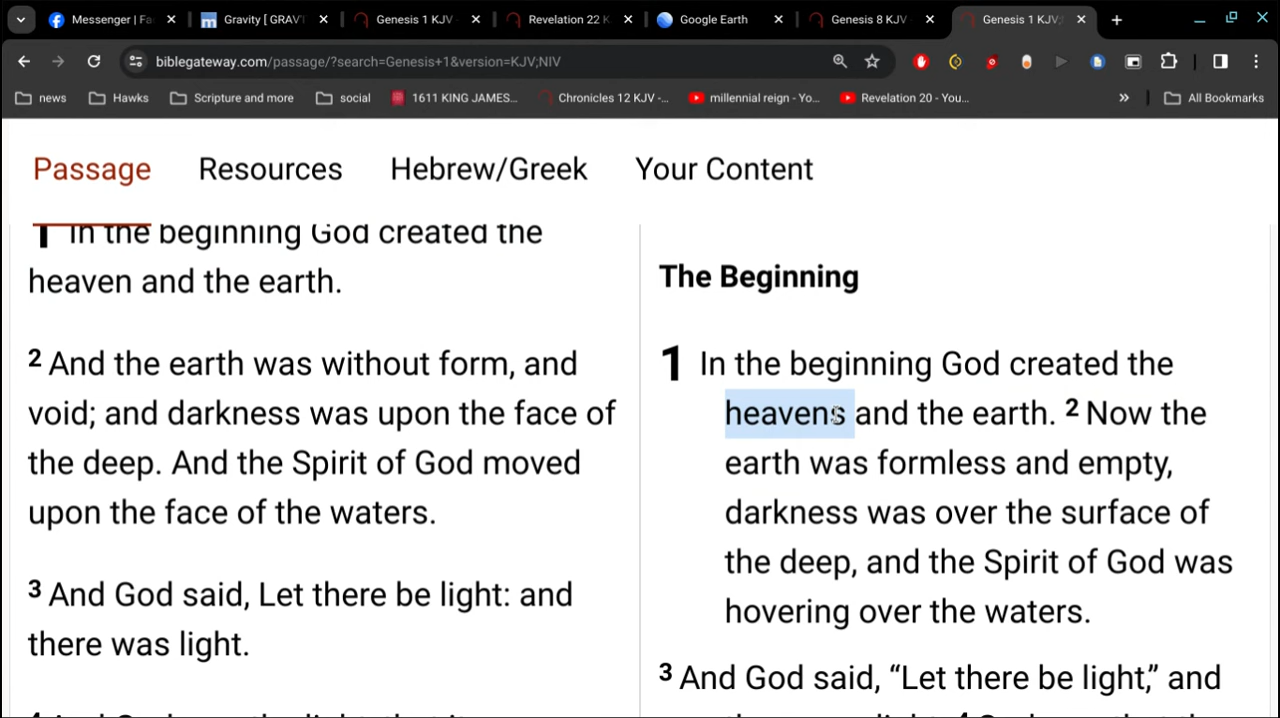 Messenger | Fa
Gravity [ GRAV'I
Genesis 1 KJV
Revelation 22 K
Google Earth
Genesis 8 KJV
Genesis 1 KJV;
biblegateway.com/passage/?search=Genesis+1&version=KJV;NIV
news
Hawks
Scripture and more
social
1611 KING JAMES...
Chronicles 12 KJV -...
millennial reign - Yo...
Revelation 20 - You...
»
All Bookmarks
Passage
Resources
Hebrew/Greek
Your Content
1 In the beginning God created the
heaven and the earth.
2 And the earth was without form, and
void; and darkness was upon the face of
the deep. And the Spirit of God moved
upon the face of the waters.
3 And God said, Let there be light: and
there was light.
The Beginning
1 In the beginning God created the
heavens and the earth. 2 Now the
earth was formless and empty,
darkness was over the surface of
the deep, and the Spirit of God was
hovering over the waters.
3 And God said, “Let there be light,” and